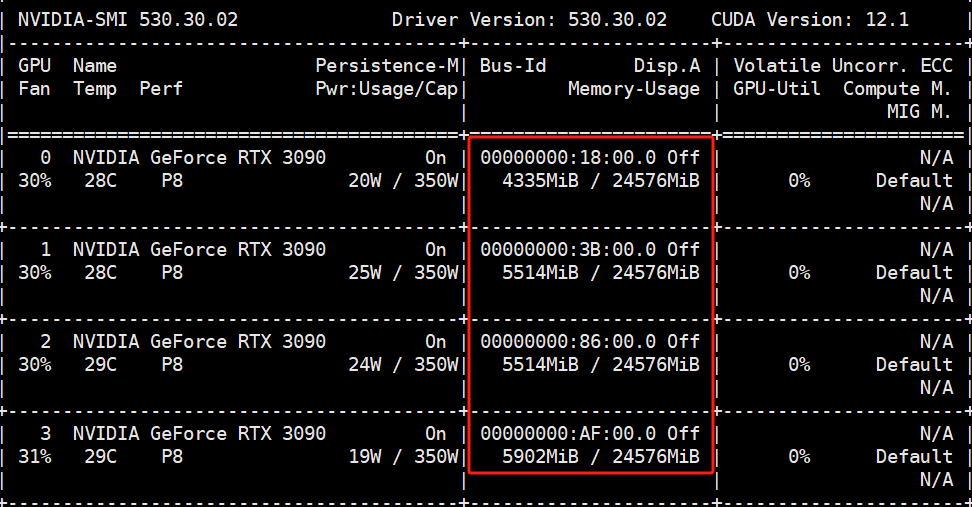 | NVIDIA-SMI 530.30.02              Driver Version: 530.30.02    CUDA Version: 12.1     |
|-----------------------------------------+----------------------+----------------------+
| GPU  Name                  Persistence-M| Bus-Id        Disp.A | Volatile Uncorr. ECC |
| Fan  Temp  Perf            Pwr:Usage/Cap|         Memory-Usage | GPU-Util  Compute M. |
|                                         |                      |               MIG M. |
|=========================================+======================+======================|
|   0  NVIDIA GeForce RTX 3090         On | 00000000:18:00.0 Off |                  N/A |
| 30%   28C    P8               20W / 350W|   4335MiB / 24576MiB |      0%      Default |
|                                         |                      |                  N/A |
+-----------------------------------------+----------------------+----------------------+
|   1  NVIDIA GeForce RTX 3090         On | 00000000:3B:00.0 Off |                  N/A |
| 30%   28C    P8               25W / 350W|   5514MiB / 24576MiB |      0%      Default |
|                                         |                      |                  N/A |
+-----------------------------------------+----------------------+----------------------+
|   2  NVIDIA GeForce RTX 3090         On | 00000000:86:00.0 Off |                  N/A |
| 30%   29C    P8               24W / 350W|   5514MiB / 24576MiB |      0%      Default |
|                                         |                      |                  N/A |
+-----------------------------------------+----------------------+----------------------+
|   3  NVIDIA GeForce RTX 3090         On | 00000000:AF:00.0 Off |                  N/A |
| 31%   29C    P8               19W / 350W|   5902MiB / 24576MiB |      0%      Default |
|                                         |                      |                  N/A |
+-----------------------------------------+----------------------+----------------------+